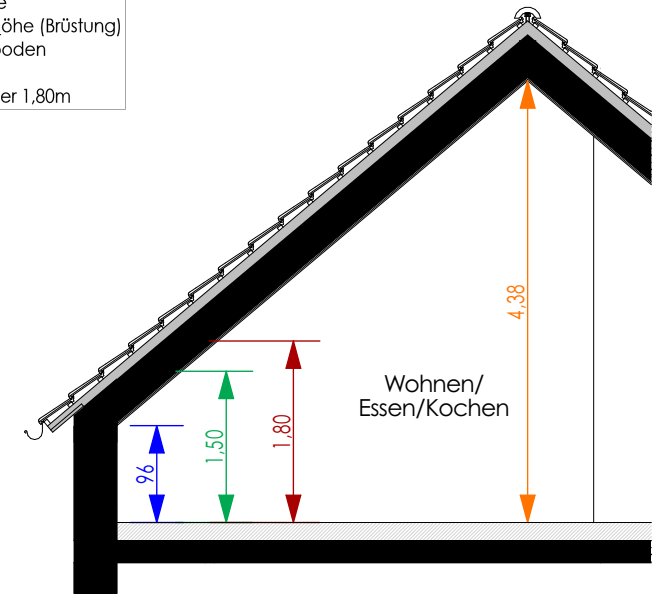 öhe (Brüstung)
oden
er 1,80m
4,38
Wohnen/
Essen/Kochen
1,80
1,50
96